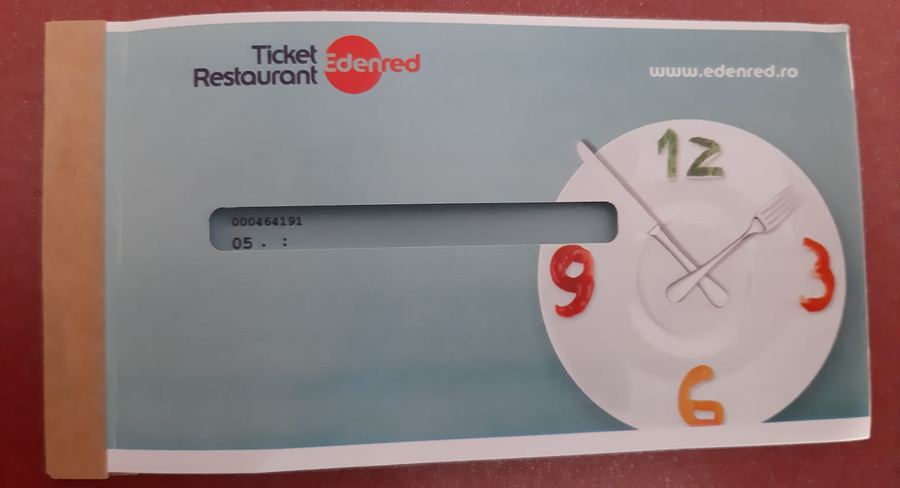 Ticket
Restaurant
Edenred
www.edenred.ro
000464191
05 . :
12
9
3
6